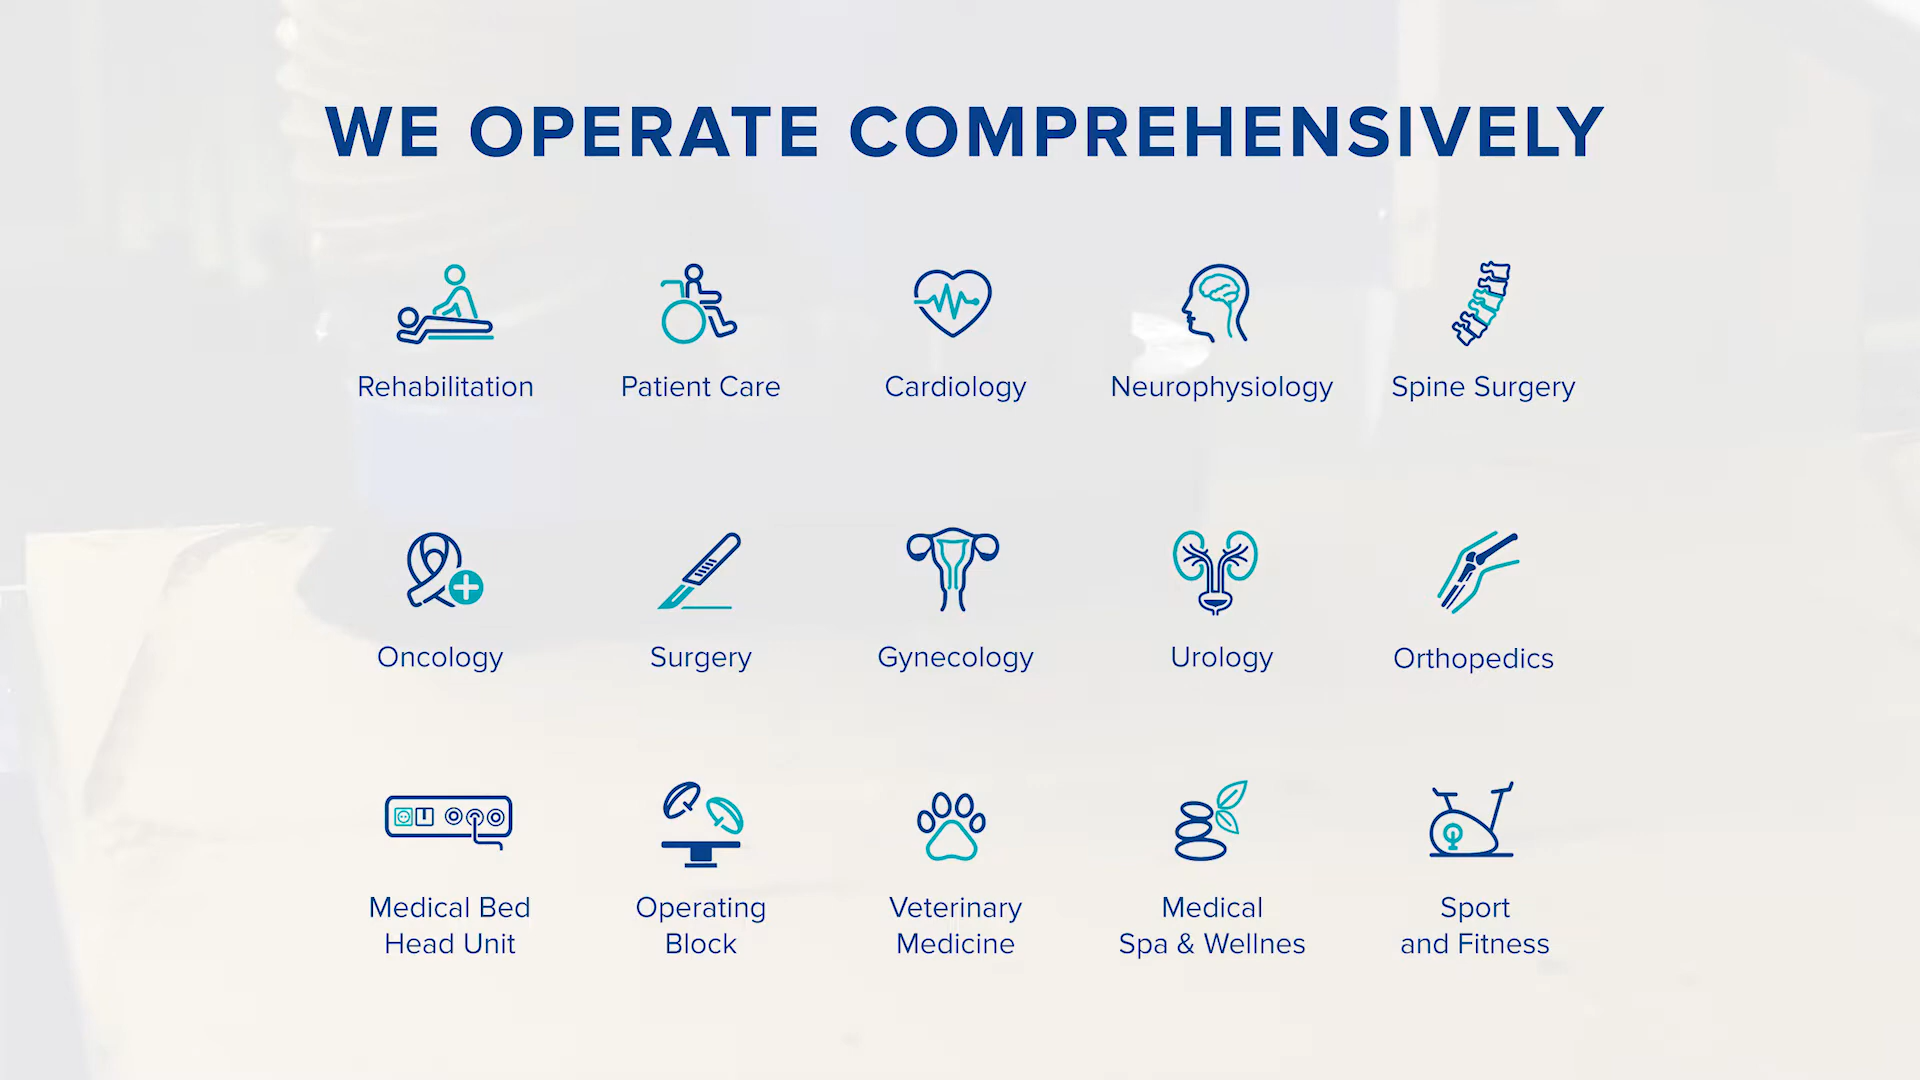 WE OPERATE COMPREHENSIVELY
Rehabilitation
Patient Care
Cardiology
Neurophysiology
Spine Surgery
Oncology
Surgery
Gynecology
Urology
Orthopedics
Medical Bed
Head Unit
Operating
Block
Veterinary
Medicine
Medical
Spa & Wellnes
Sport
and Fitness